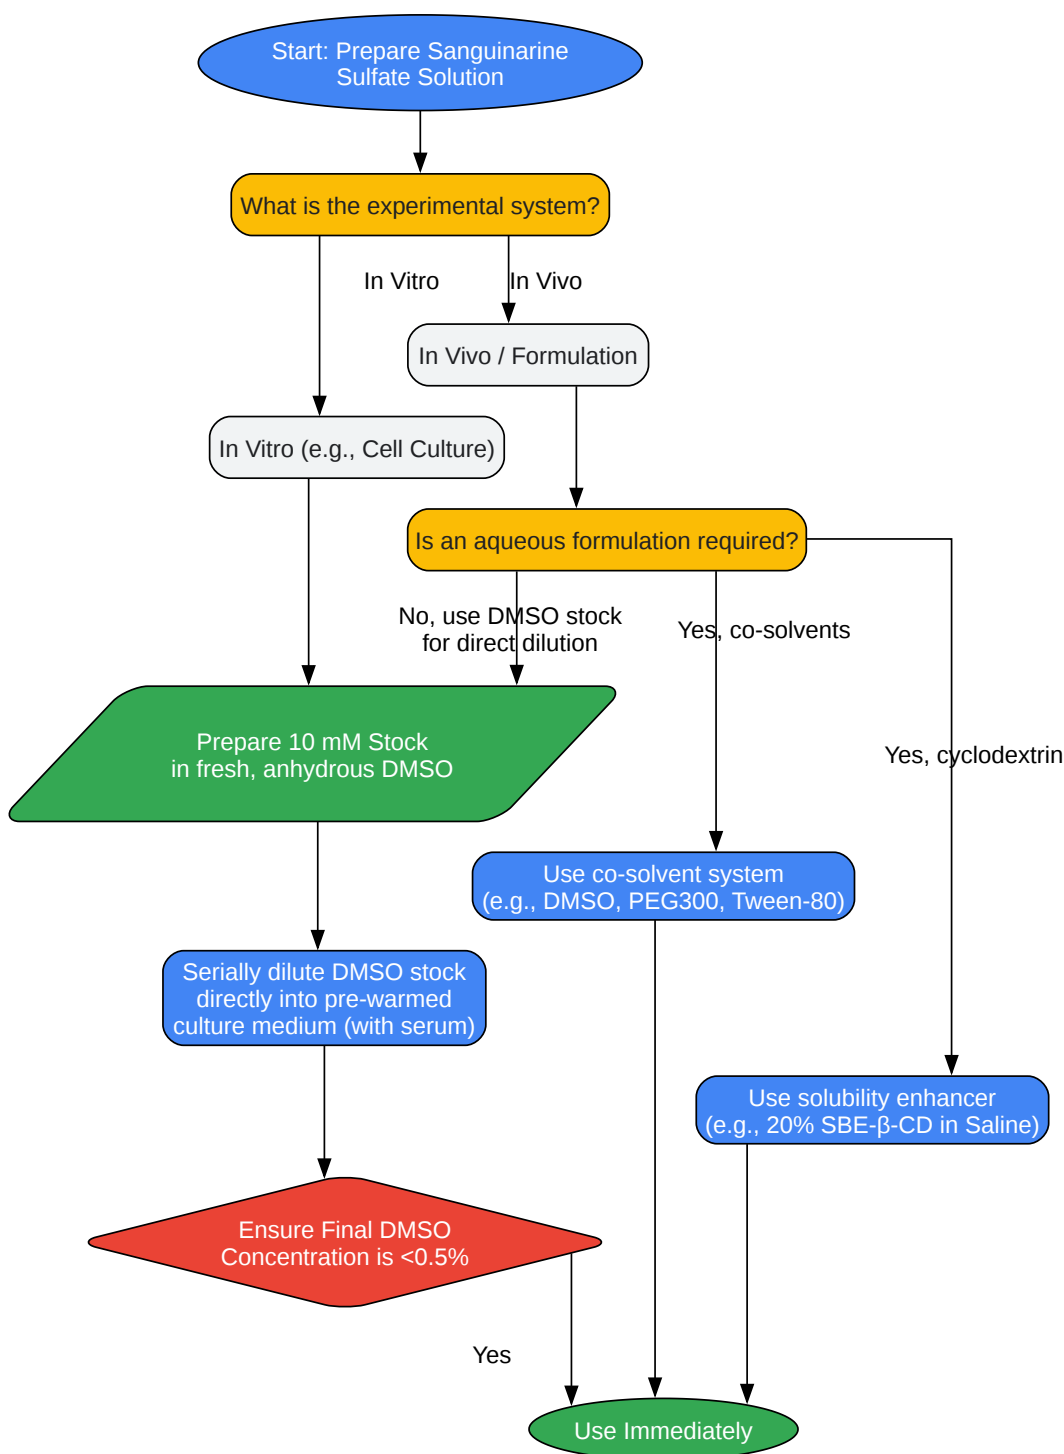 Start: Prepare Sanguinarine
Sulfate Solution
What is the experimental system?
In Vitro
In Vivo
In Vivo / Formulation
In Vitro (e.g., Cell Culture)
Is an aqueous formulation required?
No, use DMSO stock
for direct dilution
Yes, co-solvents
Prepare 10 mM Stock
in fresh, anhydrous DMSO
Yes, cyclodextrin
Use co-solvent system
(e.g., DMSO, PEG300, Tween-80)
Serially dilute DMSO stock
directly into pre-warmed
culture medium (with serum)
Use solubility enhancer
(e.g., 20% SBE-β-CD in Saline)
Ensure Final DMSO
Concentration is <0.5%
Yes
Use Immediately